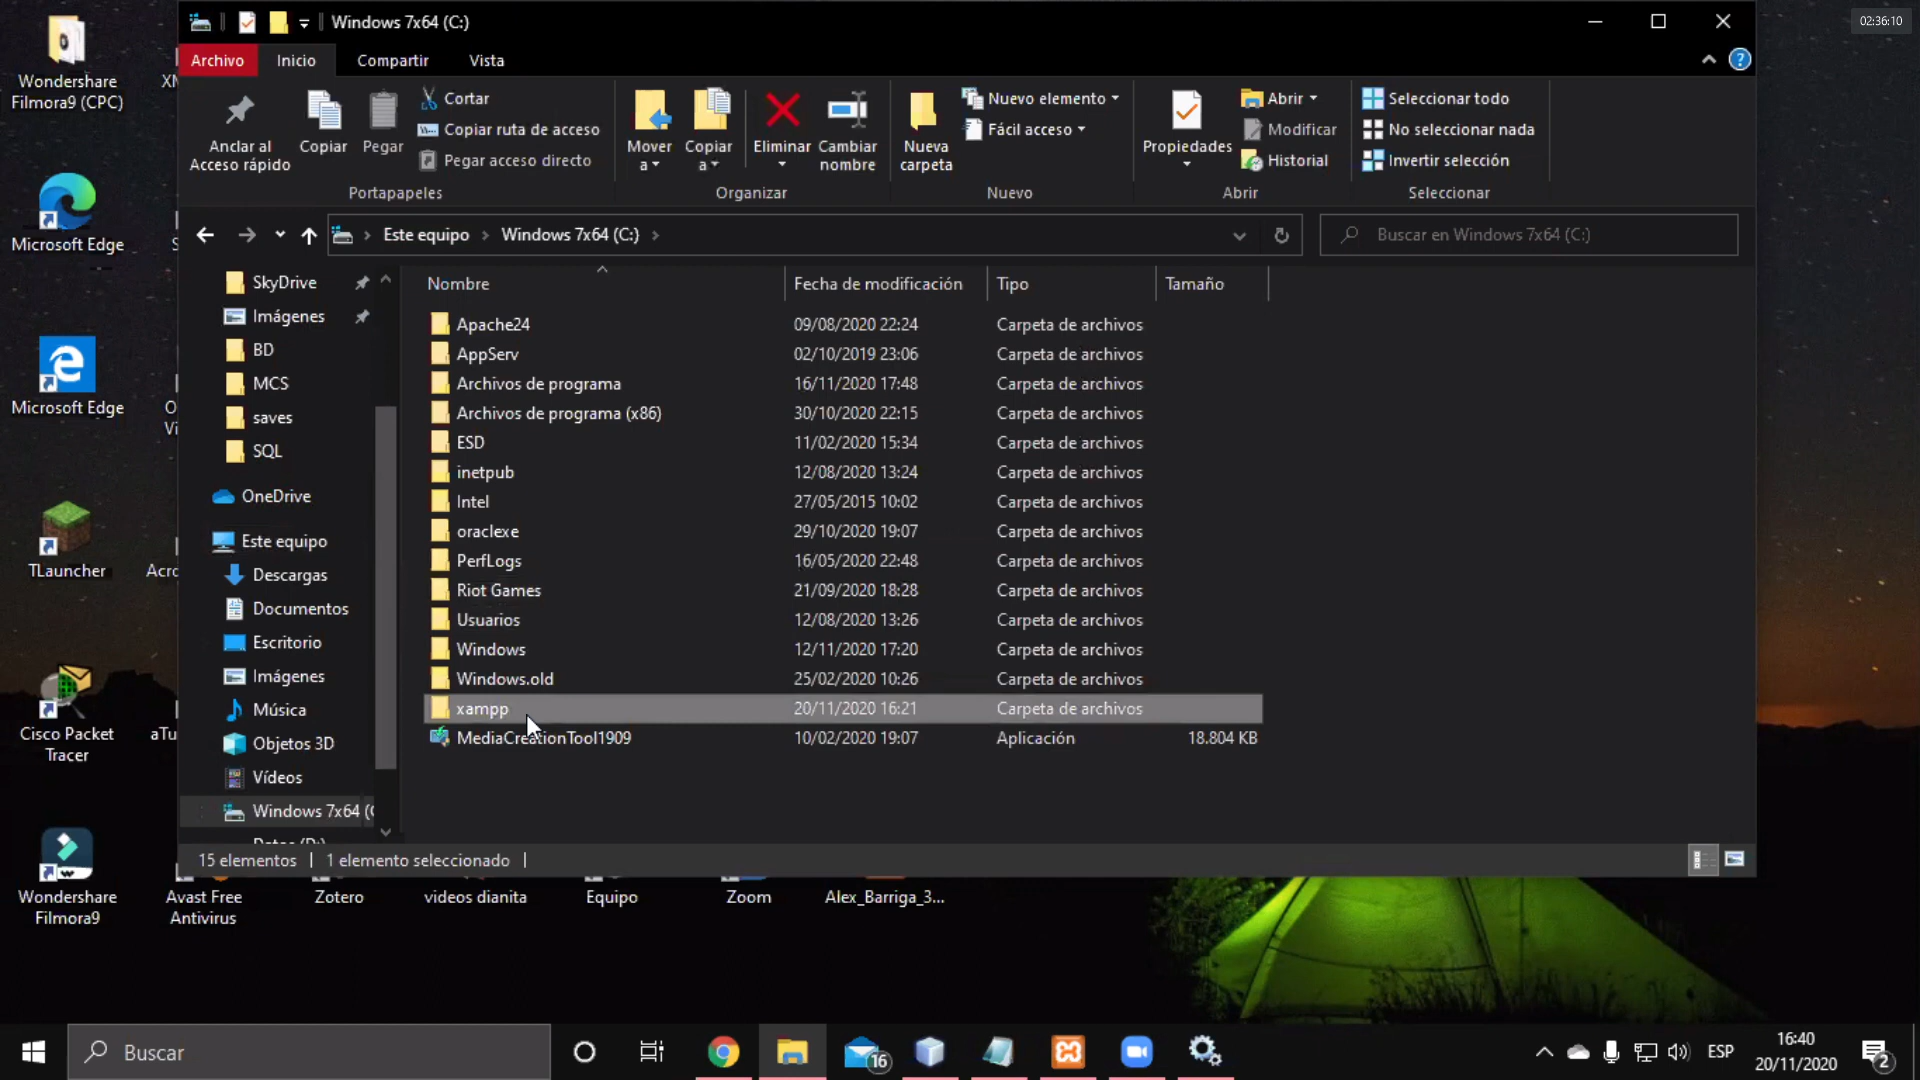 Wondershare
Filmora9 (CPC)
Microsoft Edge
Microsoft Edge
TLauncher
Cisco Packet
Tracer
Wondershare
Filmora9
Windows 7x64 (C:)
02:36:10
Archivo
Inicio
Compartir
Vista
Anclar al
Acceso rápido
Copiar
Pegar
Cortar
Copiar ruta de acceso
Pegar acceso directo
Portapapeles
Mover
a
Copiar
a
Eliminar
Cambiar
nombre
Organizar
Nueva
carpeta
Nuevo elemento
Fácil acceso
Nuevo
Propiedades
Abrir
Modificar
Historial
Abrir
Seleccionar todo
No seleccionar nada
Invertir selección
Seleccionar
Este equipo
Windows 7x64 (C:)
Buscar en Windows 7x64 (C:)
SkyDrive
Imágenes
BD
MCS
saves
SQL
OneDrive
Este equipo
Descargas
Documentos
Escritorio
Imágenes
Música
Objetos 3D
Vídeos
Windows 7x64 (
Nombre Fecha de modificación Tipo Tamaño
Apache24 09/08/2020 22:24 Carpeta de archivos
AppServ 02/10/2019 23:06 Carpeta de archivos
Archivos de programa 16/11/2020 17:48 Carpeta de archivos
Archivos de programa (x86) 30/10/2020 22:15 Carpeta de archivos
ESD 11/02/2020 15:34 Carpeta de archivos
inetpub 12/08/2020 13:24 Carpeta de archivos
Intel 27/05/2015 10:02 Carpeta de archivos
oraclexe 29/10/2020 19:07 Carpeta de archivos
PerfLogs 16/05/2020 22:48 Carpeta de archivos
Riot Games 21/09/2020 18:28 Carpeta de archivos
Usuarios 12/08/2020 13:26 Carpeta de archivos
Windows 12/11/2020 17:20 Carpeta de archivos
Windows.old 25/02/2020 10:26 Carpeta de archivos
xampp 20/11/2020 16:21 Carpeta de archivos
MediaCreationTool1909 10/02/2020 19:07 Aplicación 18.804 KB
15 elementos
1 elemento seleccionado
Avast Free
Antivirus
Zotero
videos dianita
Equipo
Zoom
Alex_Barriga_3...
Buscar
16
ESP
16:40
20/11/2020
2